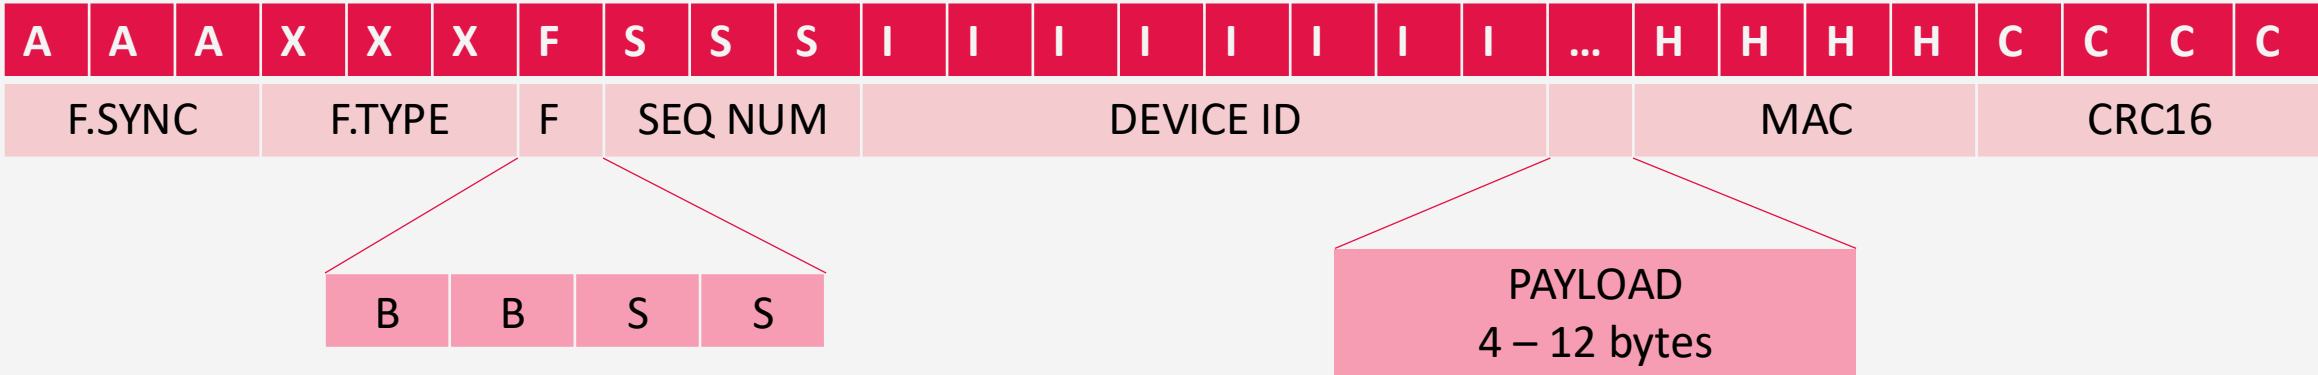 A A A X X X F S S S I I I I I I I I ... H H H H C C C C
F.SYNC F.TYPE F SEQ NUM DEVICE ID MAC CRC16
B B S S
PAYLOAD
4 – 12 bytes